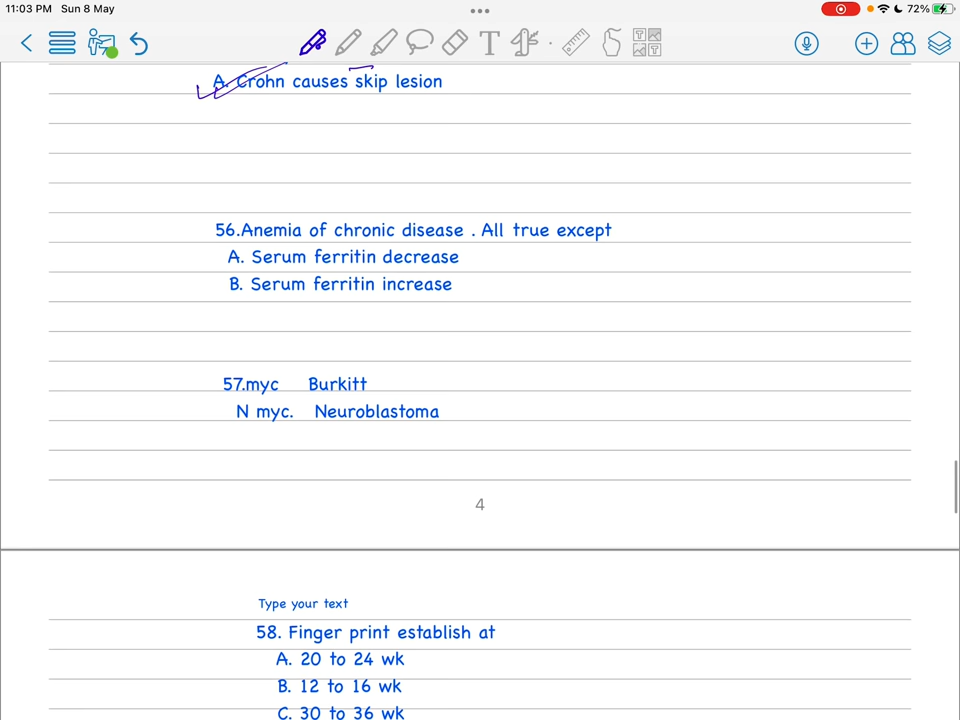 11:03 PM Sun 8 May
72%
A. Crohn causes skip lesion
56.Anemia of chronic disease . All true except
A. Serum ferritin decrease
B. Serum ferritin increase
57.myc Burkitt
N myc. Neuroblastoma
4
Type your text
58. Finger print establish at
A. 20 to 24 wk
B. 12 to 16 wk
C. 30 to 36 wk